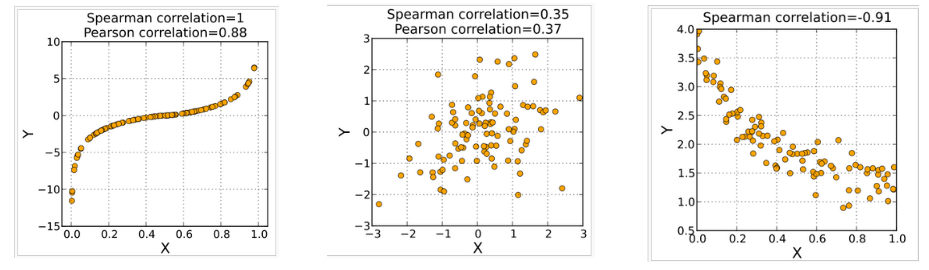 Spearman correlation=1
Pearson correlation=0.88
10
5
0
−5
−10
−15
Y
0.0 0.2 0.4 0.6 0.8 1.0
X
Spearman correlation=0.35
Pearson correlation=0.37
3
2
1
0
−1
−2
−3
Y
−3 −2 −1 0 1 2 3
X
Spearman correlation=-0.91
4.0
3.5
3.0
2.5
2.0
1.5
1.0
0.5
Y
0.0 0.2 0.4 0.6 0.8 1.0
X